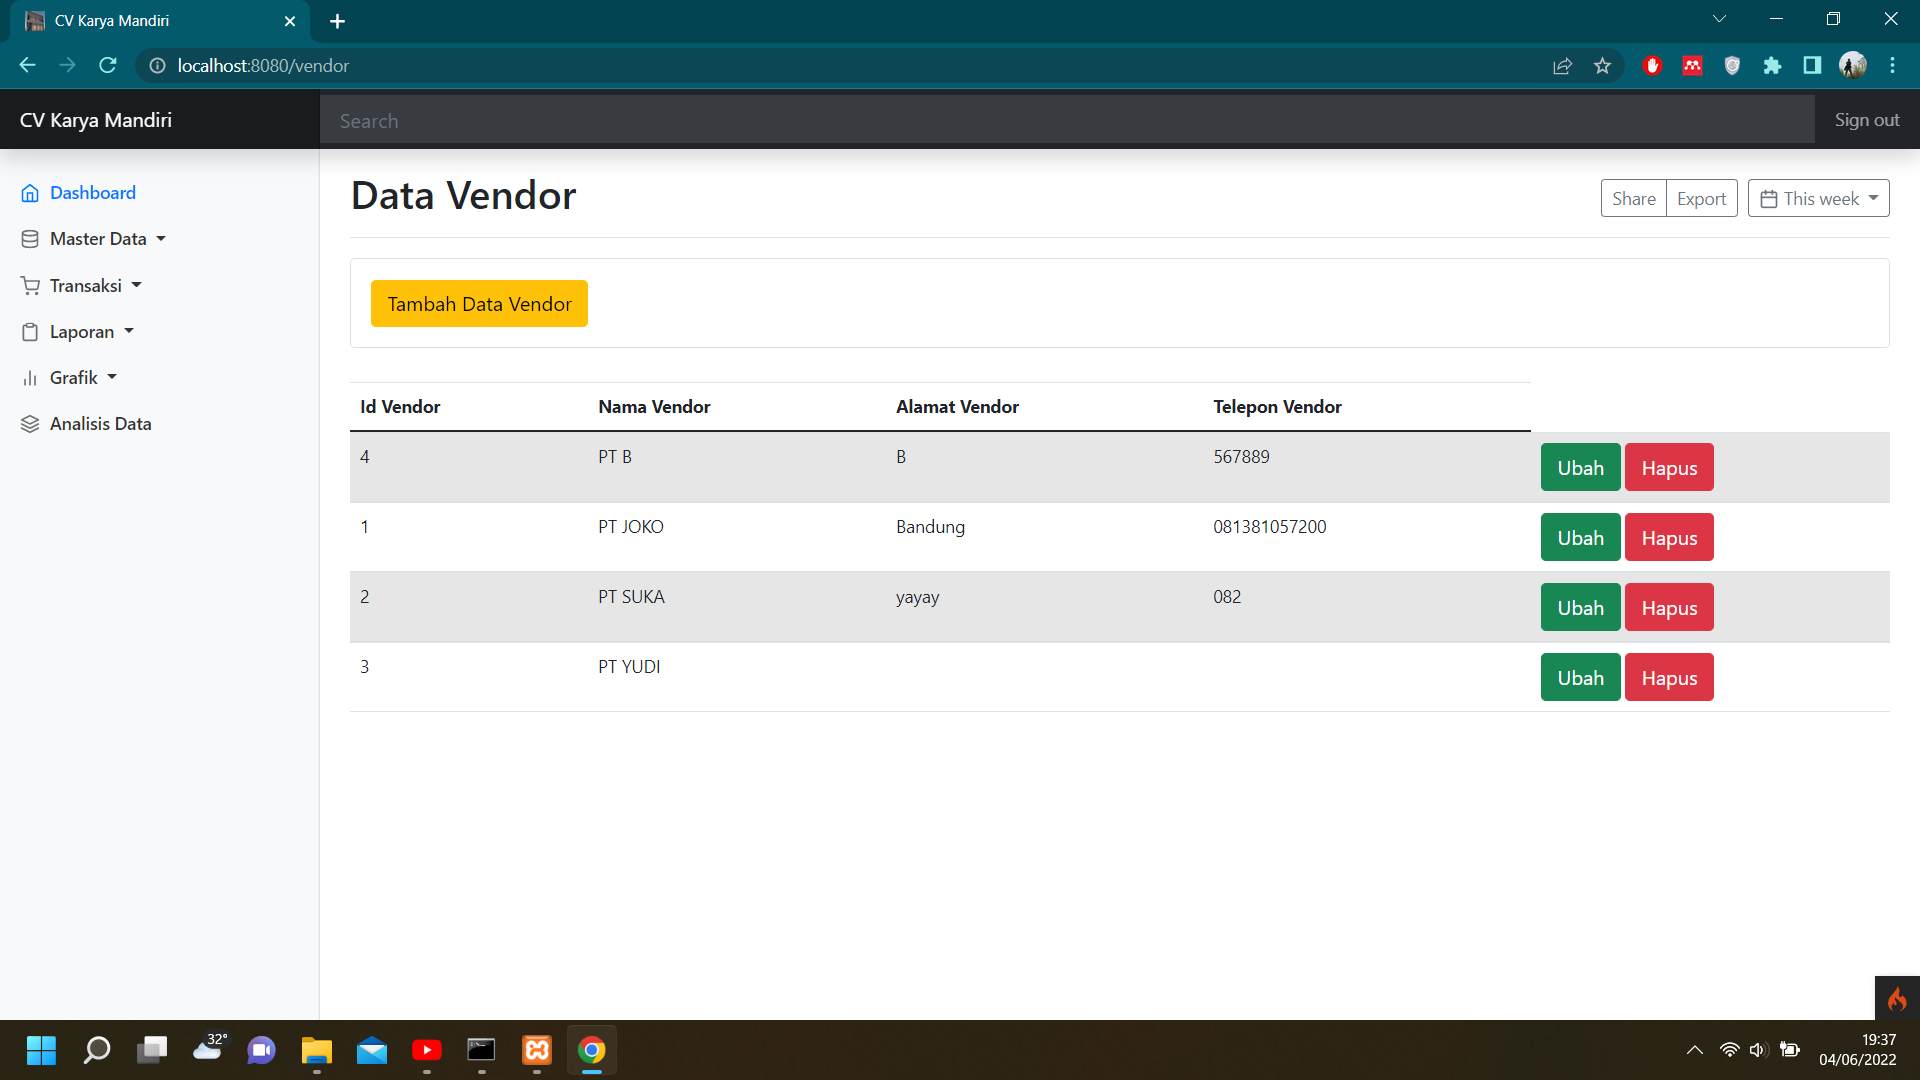 CV Karya Mandiri
localhost:8080/vendor
CV Karya Mandiri
Search
Sign out
Dashboard
Master Data
Transaksi
Laporan
Grafik
Analisis Data
Data Vendor
Share
Export
This week
Tambah Data Vendor
Id Vendor Nama Vendor Alamat Vendor Telepon Vendor
4 PT B B 567889 Ubah Hapus
1 PT JOKO Bandung 081381057200 Ubah Hapus
2 PT SUKA yayay 082 Ubah Hapus
3 PT YUDI Ubah Hapus
32°
19:37
04/06/2022